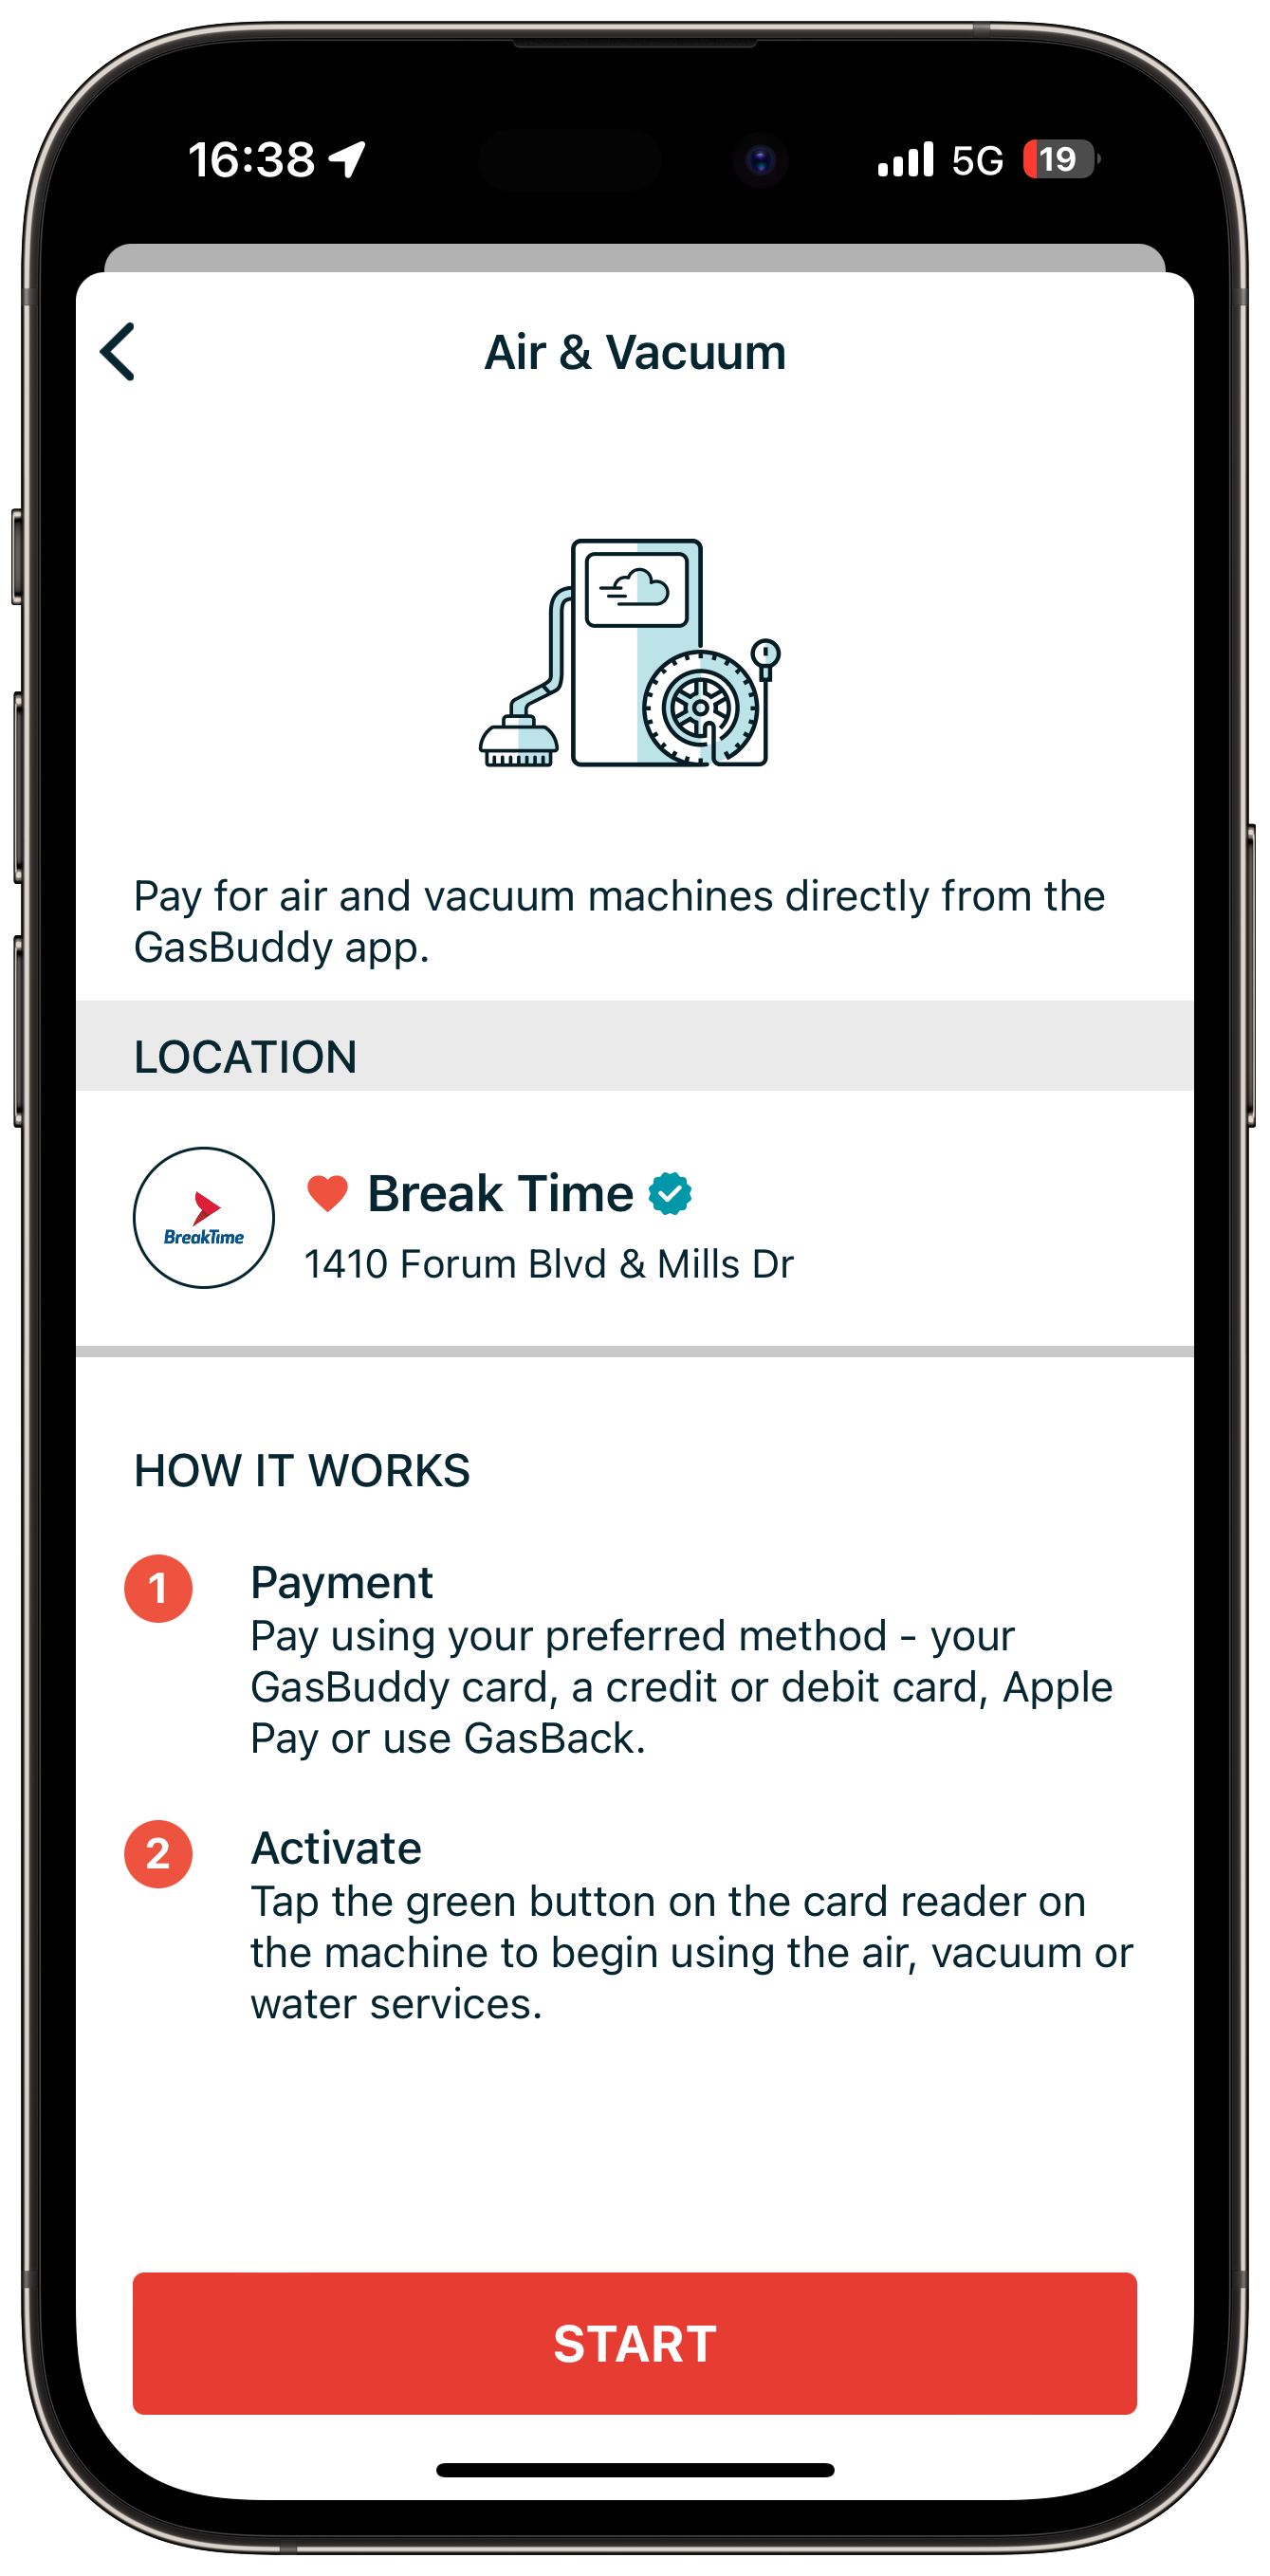 16:38 5G 19
Air & Vacuum
Pay for air and vacuum machines directly from the
GasBuddy app.
LOCATION
BreakTime
Break Time
1410 Forum Blvd & Mills Dr
HOW IT WORKS
1 Payment
Pay using your preferred method - your
GasBuddy card, a credit or debit card, Apple
Pay or use GasBack.
2 Activate
Tap the green button on the card reader on
the machine to begin using the air, vacuum or
water services.
START